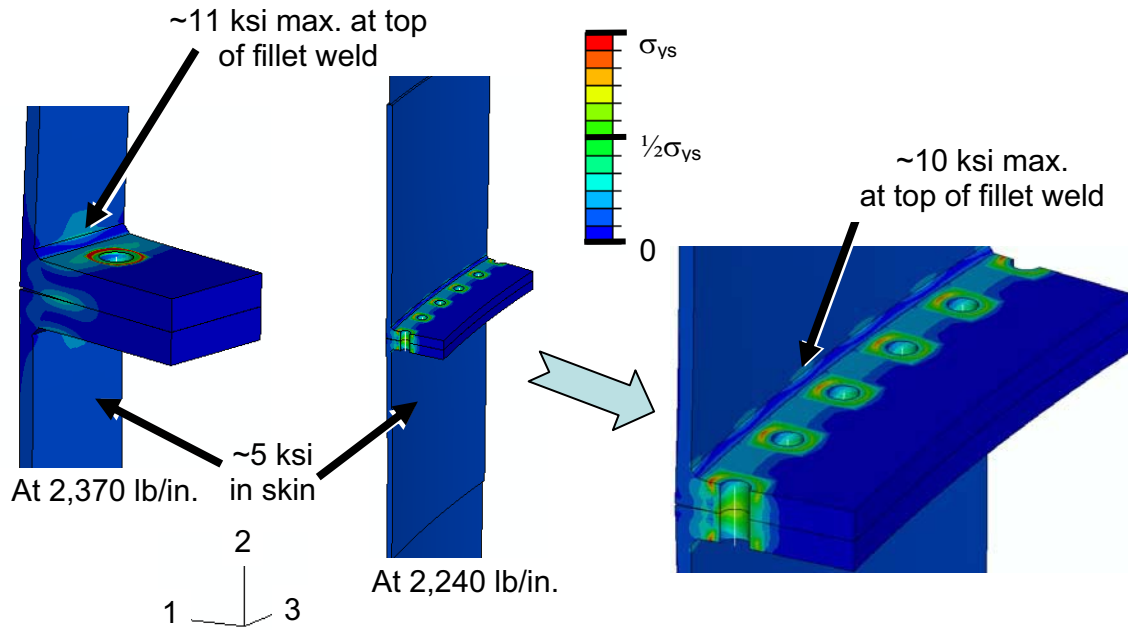 ~11 ksi max. at top
of fillet weld
σys
½σys
0
~10 ksi max.
at top of fillet weld
~5 ksi
in skin
At 2,370 lb/in.
At 2,240 lb/in.
2
1
3